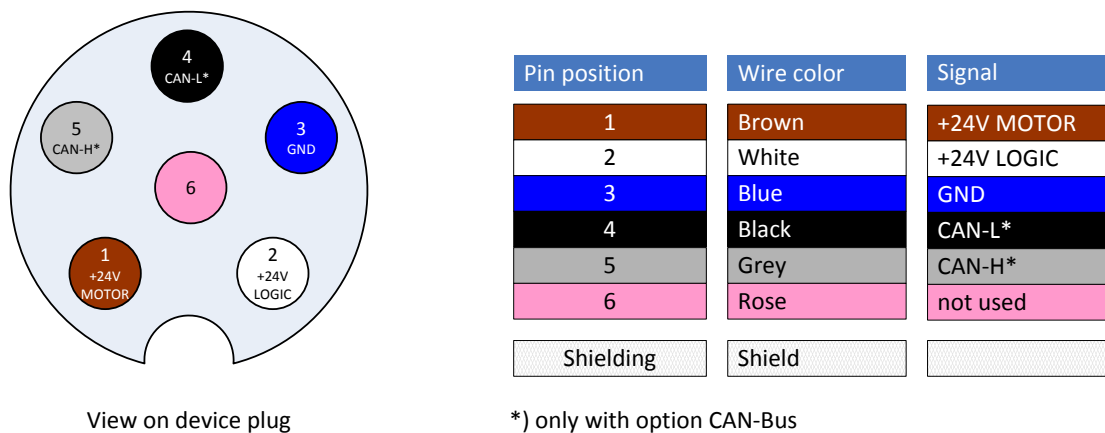 4
CAN-L*
5
CAN-H*
3
GND
6
1
+24V
MOTOR
2
+24V
LOGIC
View on device plug
Pin position Wire color Signal
1 Brown +24V MOTOR
2 White +24V LOGIC
3 Blue GND
4 Black CAN-L*
5 Grey CAN-H*
6 Rose not used
Shielding Shield
*) only with option CAN-Bus